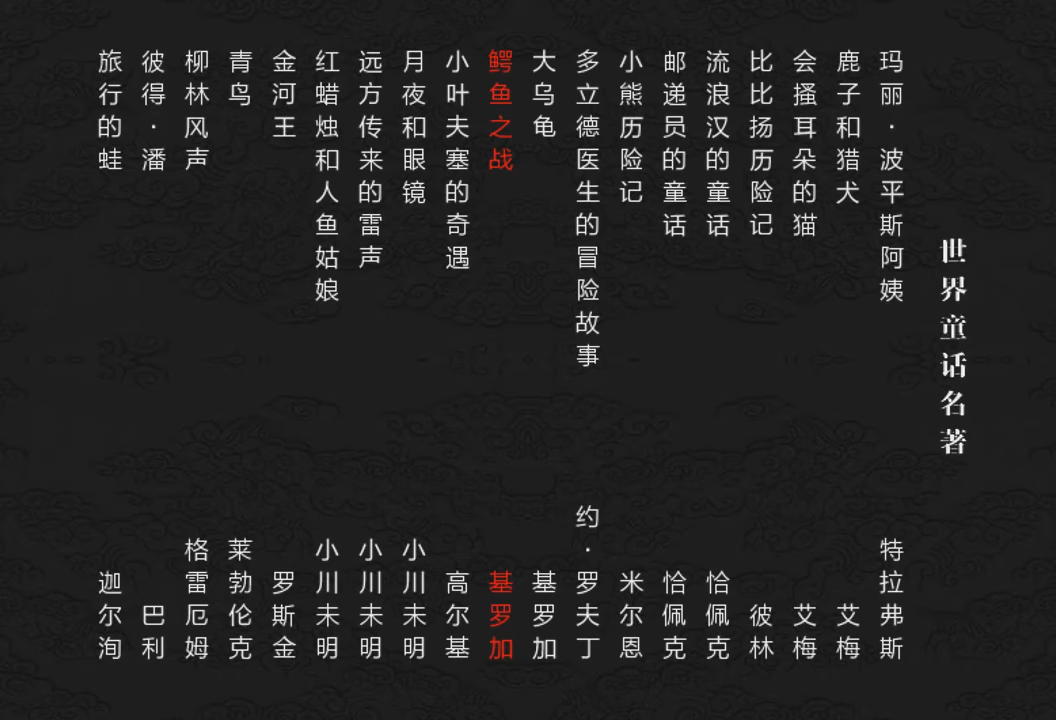 世界童话名著
玛丽·波平斯阿姨 特拉弗斯
鹿子和猎犬 艾梅
会搔耳朵的猫 艾梅
比比扬历险记 彼林
流浪汉的童话 恰佩克
邮递员的童话 恰佩克
小熊历险记 米尔恩
多立德医生的冒险故事 约·罗夫丁
大乌龟 基罗加
鳄鱼之战 基罗加
小叶夫塞的奇遇 高尔基
月夜和眼镜 小川未明
远方传来的雷声 小川未明
红蜡烛和人鱼姑娘 小川未明
金河王 罗斯金
青鸟 莱勃伦克
柳林风声 格雷厄姆
彼得·潘 巴利
旅行的蛙 迦尔洵